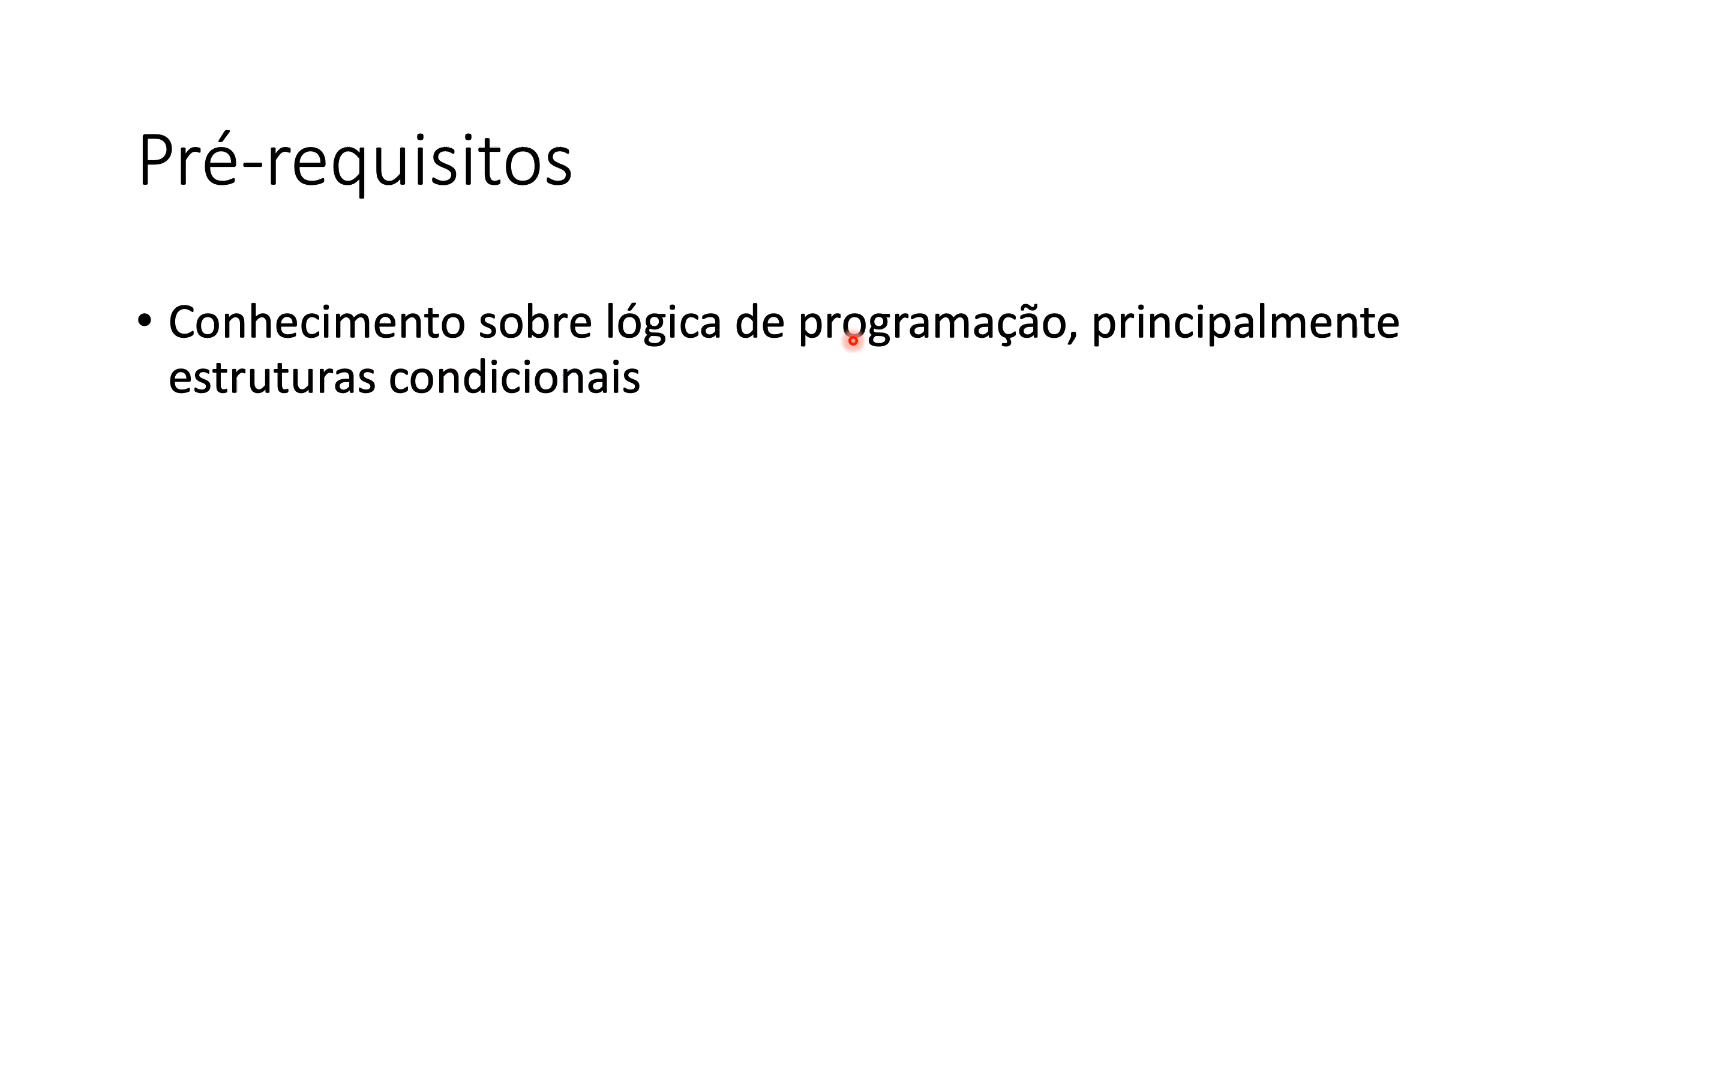 Pré-requisitos
• Conhecimento sobre lógica de programação, principalmente
estruturas condicionais